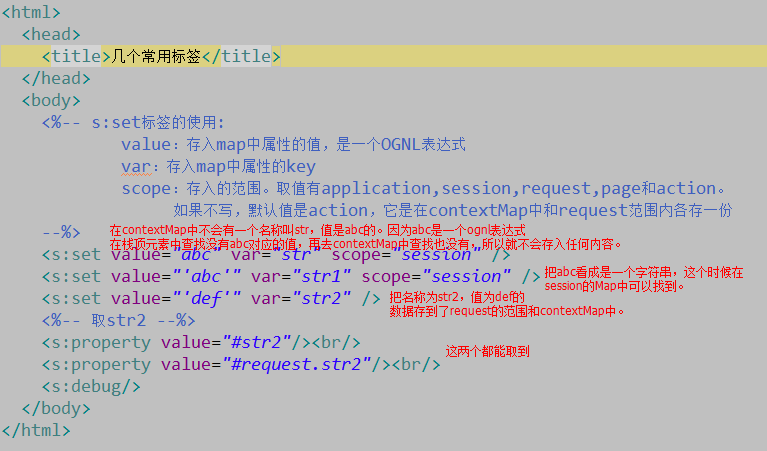 <html>
<head>
<title>几个常用标签</title>
</head>
<body>
<%-- s:set标签的使用:
value：存入map中属性的值，是一个OGNL表达式
var：存入map中属性的key
scope：存入的范围。取值有application,session,request,page和action。
如果不写，默认值是action，它是在contextMap中和request范围内各存一份
--%>
在contextMap中不会有一个名称叫str，值是abc的。因为abc是一个ognl表达式
在栈顶元素中查找没有abc对应的值，再去contextMap中查找也没有，所以就不会存入任何内容。
<s:set value="abc" var="str" scope="session" />
<s:set value="'abc'" var="str1" scope="session" />
把abc看成是一个字符串，这个时候在
session的Map中可以找到。
<s:set value="'def'" var="str2" />
把名称为str2，值为def的
数据存到了request的范围和contextMap中。
<%-- 取str2 --%>
<s:property value="#str2"/><br/>
<s:property value="#request.str2"/><br/>
这两个都能取到
<s:debug/>
</body>
</html>